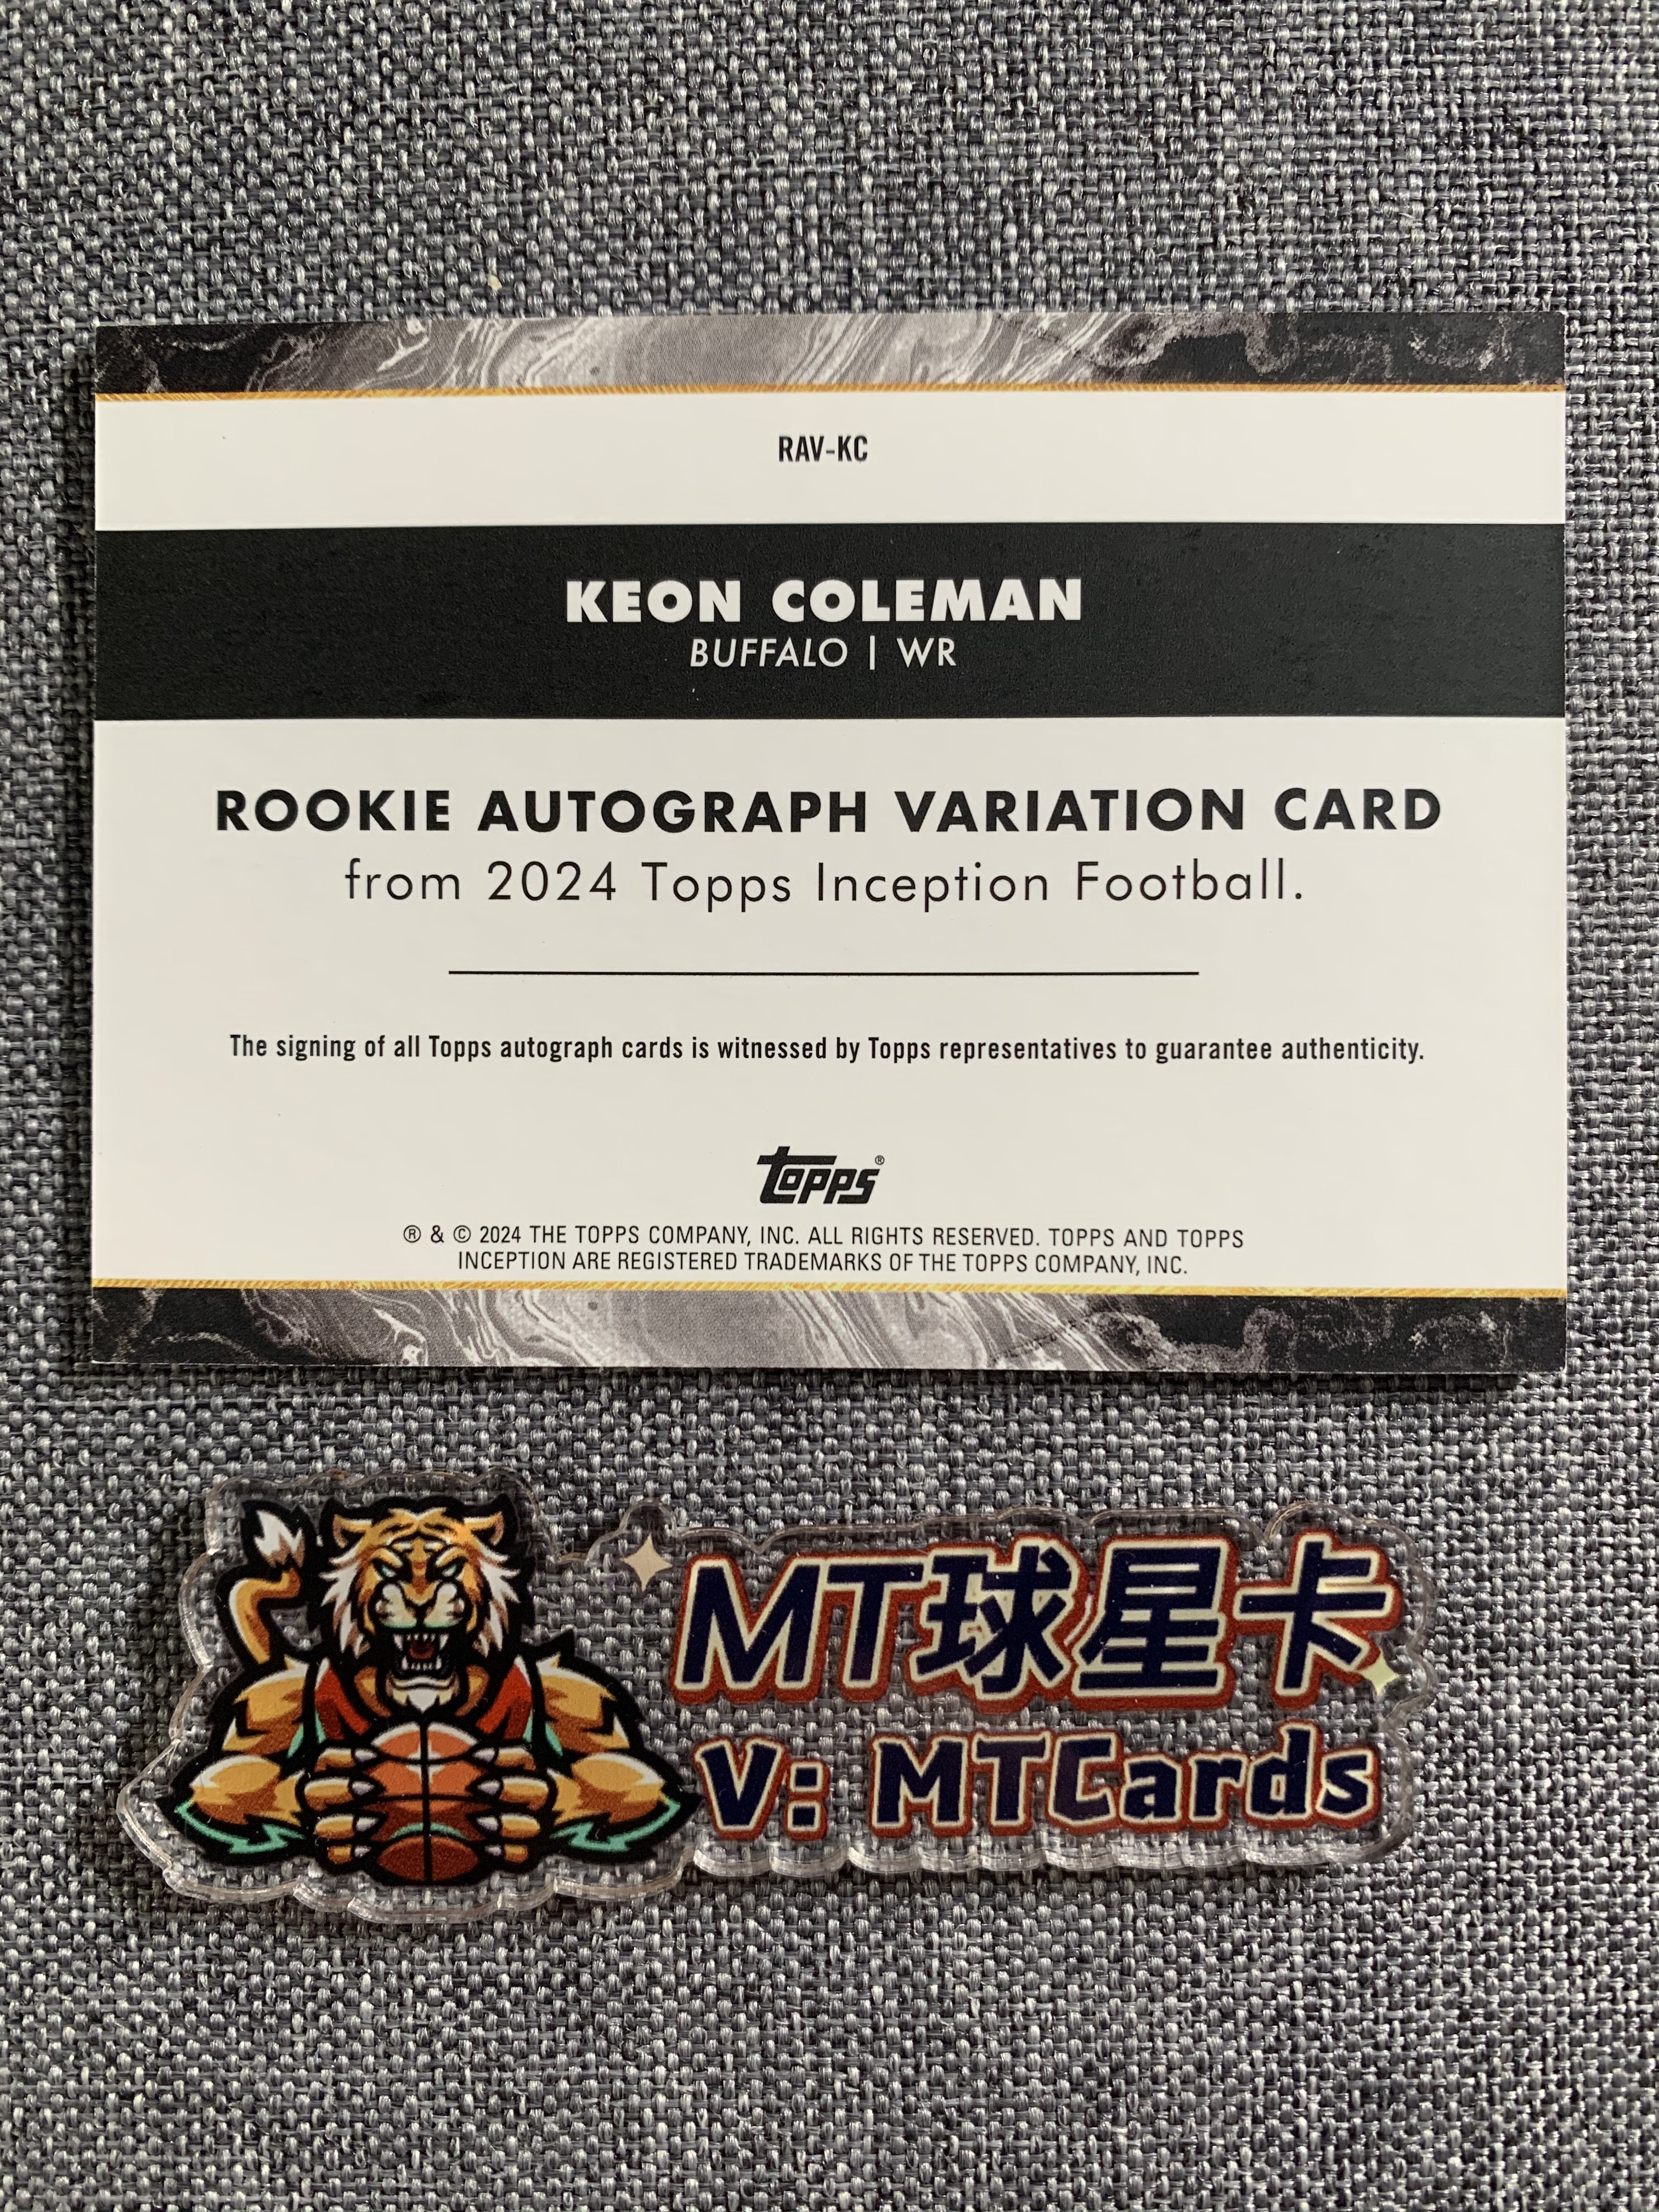 RAV-KC
KEON COLEMAN
BUFFALO | WR
ROOKIE AUTOGRAPH VARIATION CARD
from 2024 Topps Inception Football.
The signing of all Topps autograph cards is witnessed by Topps representatives to guarantee authenticity.
Topps®
® & © 2024 THE TOPPS COMPANY, INC. ALL RIGHTS RESERVED. TOPPS AND TOPPS
INCEPTION ARE REGISTERED TRADEMARKS OF THE TOPPS COMPANY, INC.
MT球星卡
V: MTCards